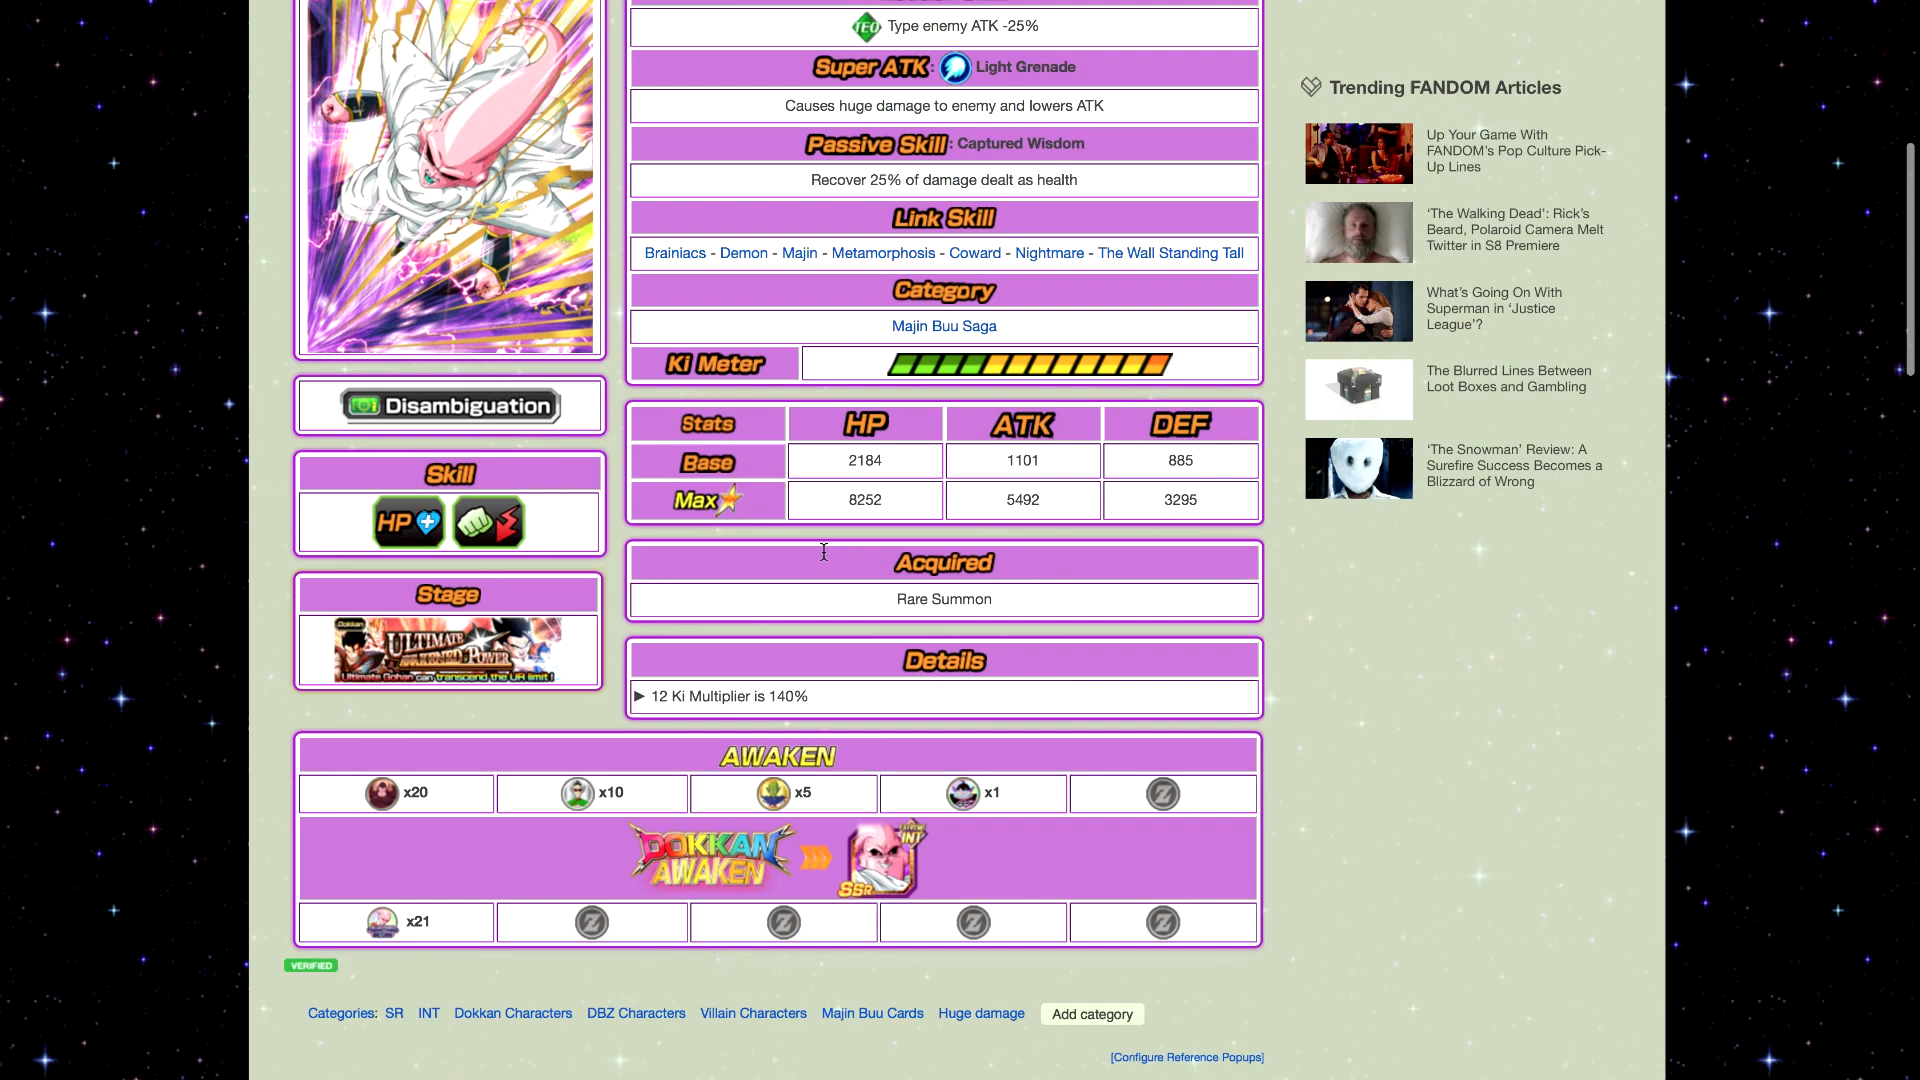 TEQ Type enemy ATK -25%
Super ATK: Light Grenade
Causes huge damage to enemy and lowers ATK
Passive Skill: Captured Wisdom
Recover 25% of damage dealt as health
Link Skill
Brainiacs - Demon - Majin - Metamorphosis - Coward - Nightmare - The Wall Standing Tall
Category
Majin Buu Saga
Ki Meter
Disambiguation
Skill
HP
Stage
Dokkan
ULTIMATE
AWAKENED POWER
Ultimate Gohan can transcend the UR limit!
Stats HP ATK DEF
Base 2184 1101 885
Max 8252 5492 3295
Acquired
Rare Summon
Details
▶ 12 Ki Multiplier is 140%
AWAKEN
x20 x10 x5 x1 Z
DOKKAN
AWAKEN
EXTREME
INT
SSR
x21 Z Z Z Z
VERIFIED
Categories: SR INT Dokkan Characters DBZ Characters Villain Characters Majin Buu Cards Huge damage Add category
[Configure Reference Popups]
Trending FANDOM Articles
Up Your Game With
FANDOM's Pop Culture Pick-
Up Lines
‘The Walking Dead’: Rick’s
Beard, Polaroid Camera Melt
Twitter in S8 Premiere
What’s Going On With
Superman in ‘Justice
League’?
The Blurred Lines Between
Loot Boxes and Gambling
‘The Snowman’ Review: A
Surefire Success Becomes a
Blizzard of Wrong